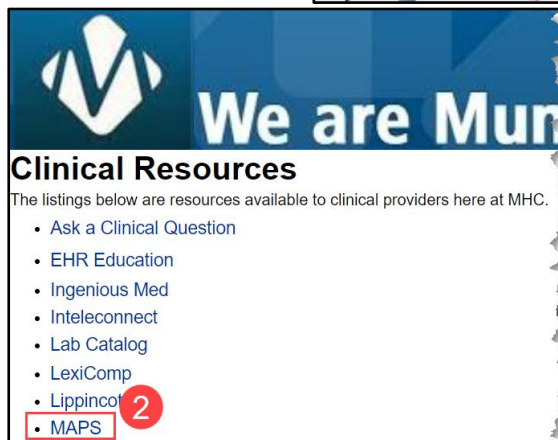 We are Mun
Clinical Resources
The listings below are resources available to clinical providers here at MHC.
Ask a Clinical Question
EHR Education
Ingenious Med
Inteleconnect
Lab Catalog
LexiComp
Lippincot
2
MAPS